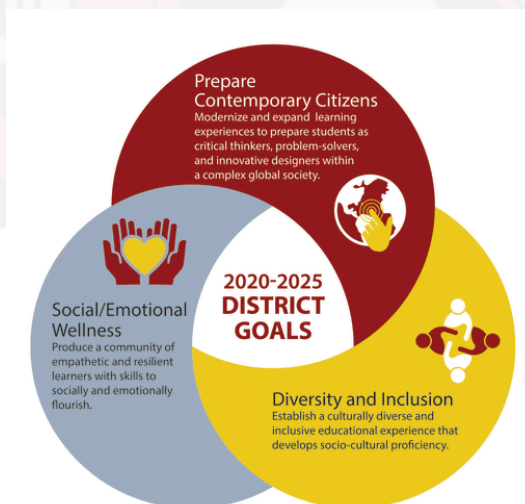 Prepare
Contemporary Citizens
Modernize and expand learning
experiences to prepare students as
critical thinkers, problem-solvers,
and innovative designers within
a complex global society.
2020-2025
DISTRICT
GOALS
Social/Emotional
Wellness
Produce a community of
empathetic and resilient
learners with skills to
socially and emotionally
flourish.
Diversity and Inclusion
Establish a culturally diverse and
inclusive educational experience that
develops socio-cultural proficiency.